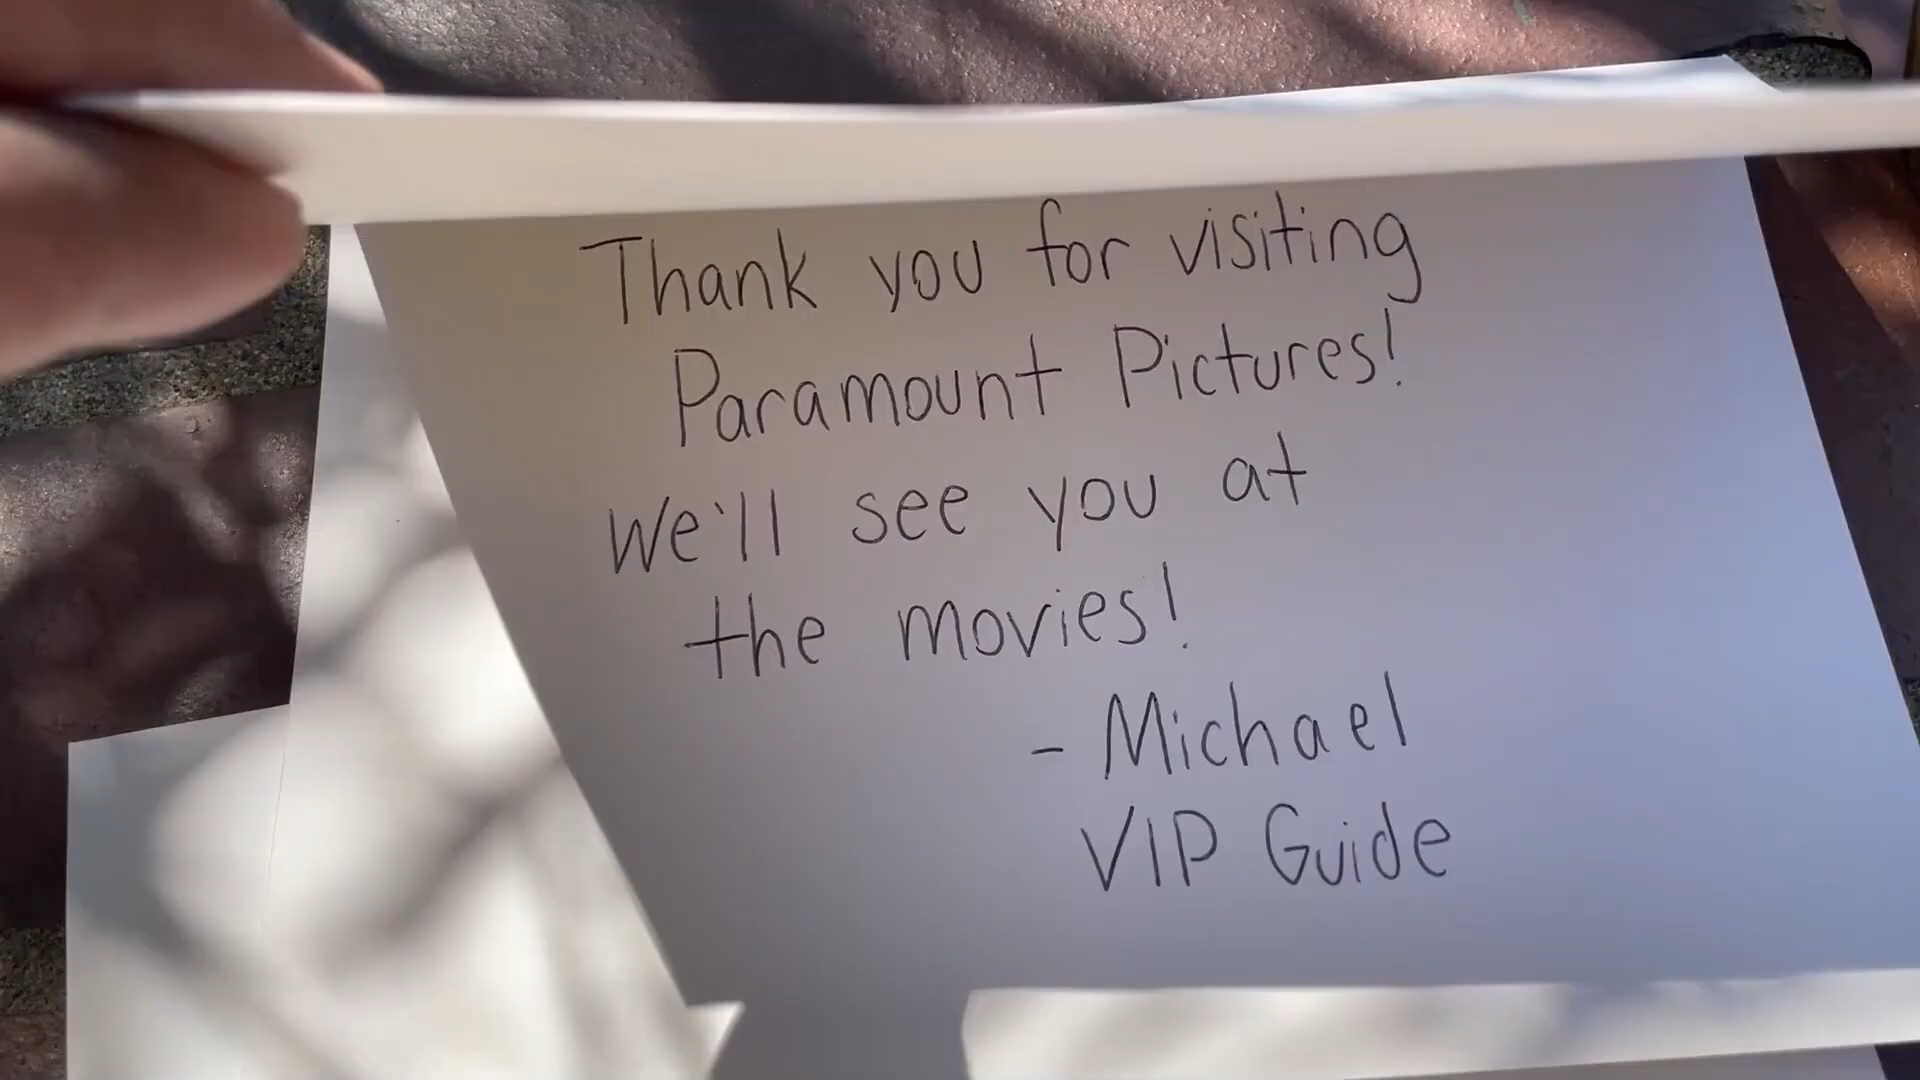 Thank you for visiting
Paramount Pictures!
We'll see you at
the movies!
- Michael
VIP Guide